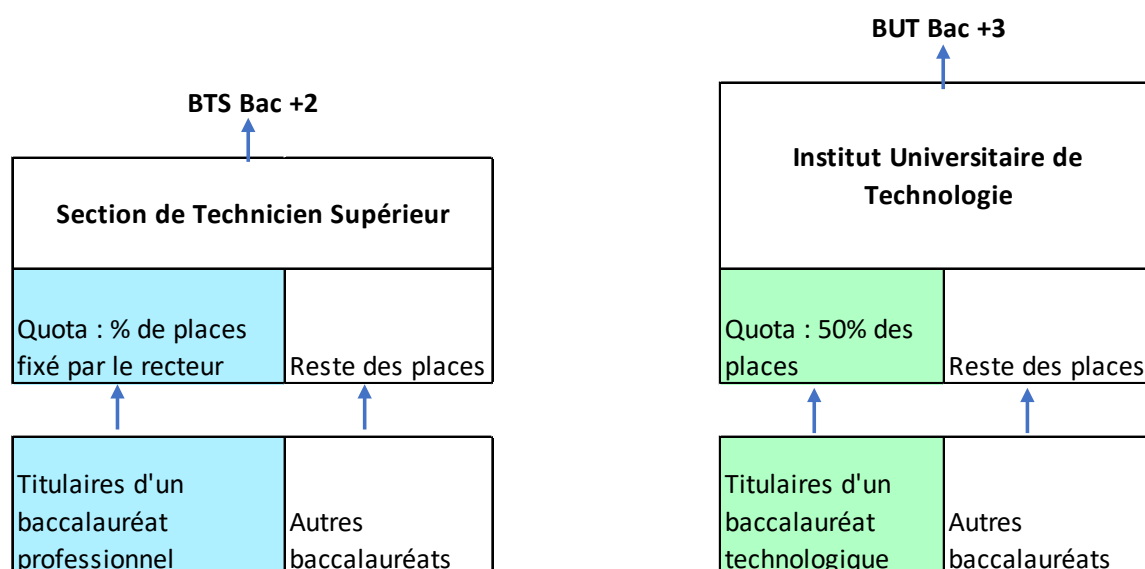 BTS Bac +2
Section de Technicien Supérieur
Quota : % de places
fixé par le recteur
Reste des places
Titulaires d'un
baccalauréat
professionnel
Autres
baccalauréats
BUT Bac +3
Institut Universitaire de
Technologie
Quota : 50% des
places
Reste des places
Titulaires d'un
baccalauréat
technologique
Autres
baccalauréats